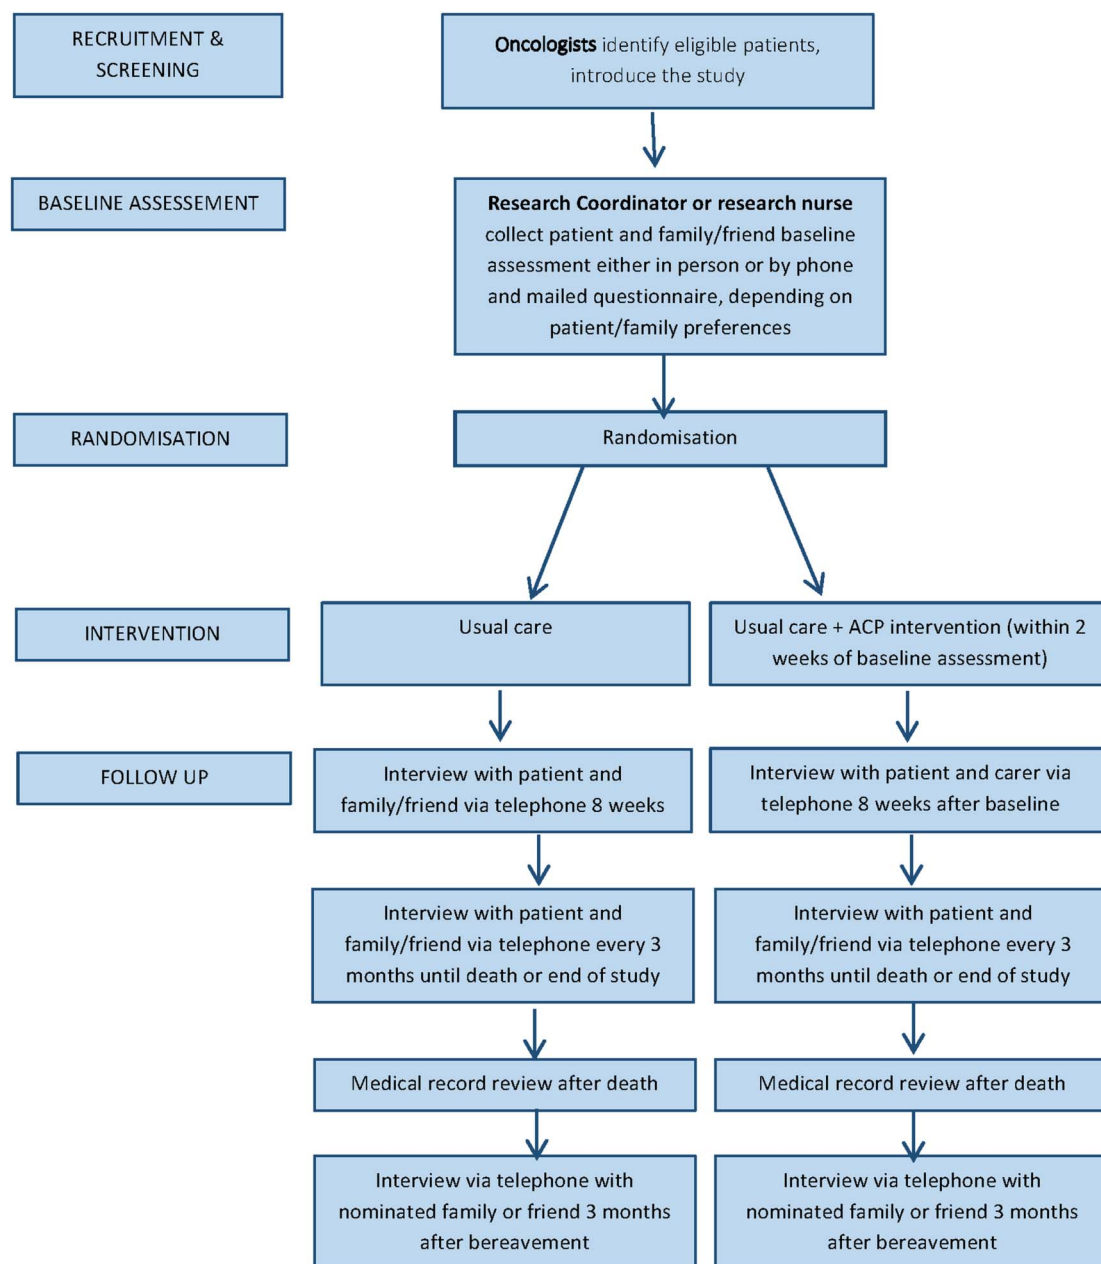 RECRUITMENT &
SCREENING
Oncologists identify eligible patients,
introduce the study
BASELINE ASSESSEMENT
Research Coordinator or research nurse
collect patient and family/friend baseline
assessment either in person or by phone
and mailed questionnaire, depending on
patient/family preferences
RANDOMISATION
Randomisation
INTERVENTION
Usual care
Usual care + ACP intervention (within 2
weeks of baseline assessment)
FOLLOW UP
Interview with patient and
family/friend via telephone 8 weeks
Interview with patient and carer via
telephone 8 weeks after baseline
Interview with patient and
family/friend via telephone every 3
months until death or end of study
Interview with patient and
family/friend via telephone every 3
months until death or end of study
Medical record review after death
Medical record review after death
Interview via telephone with
nominated family or friend 3 months
after bereavement
Interview via telephone with
nominated family or friend 3 months
after bereavement